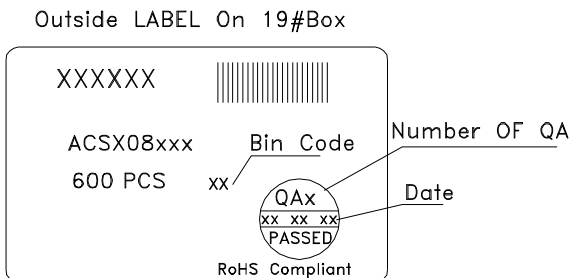 Outside LABEL On 19#Box
XXXXXX
Number OF QA
ACSX08xxx
Bin Code
600 PCS
xx
Date
QAx
xx xx xx
PASSED
RoHS Compliant